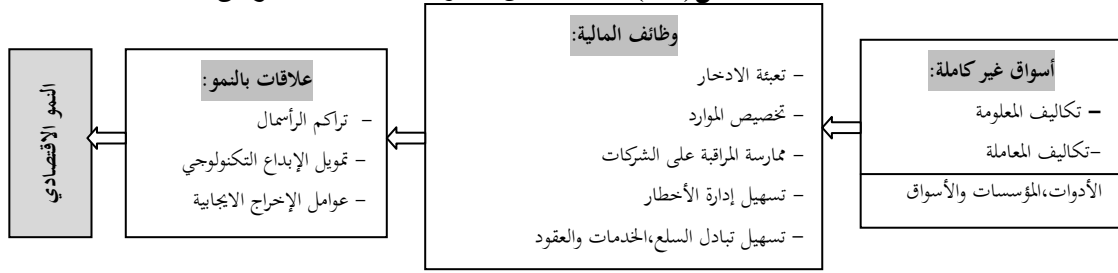 أسواق غير كاملة:
– تكاليف المعلومة
–تكاليف المعاملة
الأدوات،المؤسسات والأسواق
وظائف المالية:
– تعبئة الادخار
– تخصيص الموارد
– ممارسة المراقبة على الشركات
– تسهيل إدارة الأخطار
– تسهيل تبادل السلع،الخدمات والعقود
علاقات بالنمو:
– تراكم الرأسمال
– تمويل الإبداع التكنولوجي
– عوامل الإخراج الايجابية
النمو الاقتصادي